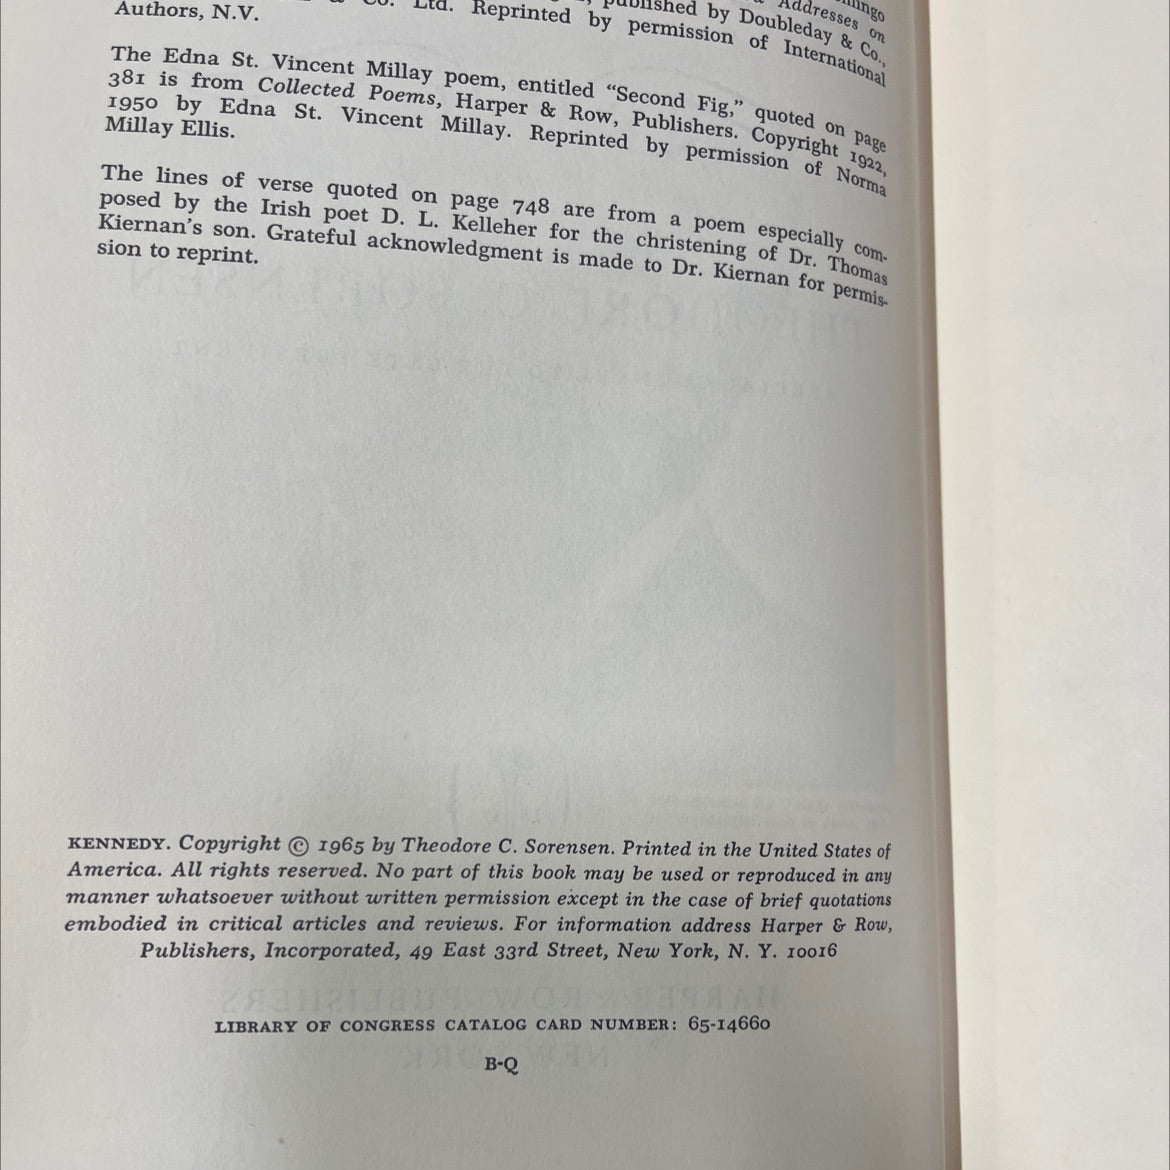 mingo
Addresses on
published by Doubleday & Co.,
& Co. Ltd. Reprinted by permission of International
Authors, N.V.
The Edna St. Vincent Millay poem, entitled “Second Fig,” quoted on page
381 is from Collected Poems, Harper & Row, Publishers. Copyright 1922,
1950 by Edna St. Vincent Millay. Reprinted by permission of Norma
Millay Ellis.
The lines of verse quoted on page 748 are from a poem especially com-
posed by the Irish poet D. L. Kelleher for the christening of Dr. Thomas
Kiernan's son. Grateful acknowledgment is made to Dr. Kiernan for permis-
sion to reprint.
KENNEDY. Copyright © 1965 by Theodore C. Sorensen. Printed in the United States of
America. All rights reserved. No part of this book may be used or reproduced in any
manner whatsoever without written permission except in the case of brief quotations
embodied in critical articles and reviews. For information address Harper & Row,
Publishers, Incorporated, 49 East 33rd Street, New York, N. Y. 10016
LIBRARY OF CONGRESS CATALOG CARD NUMBER: 65-14660
B-Q